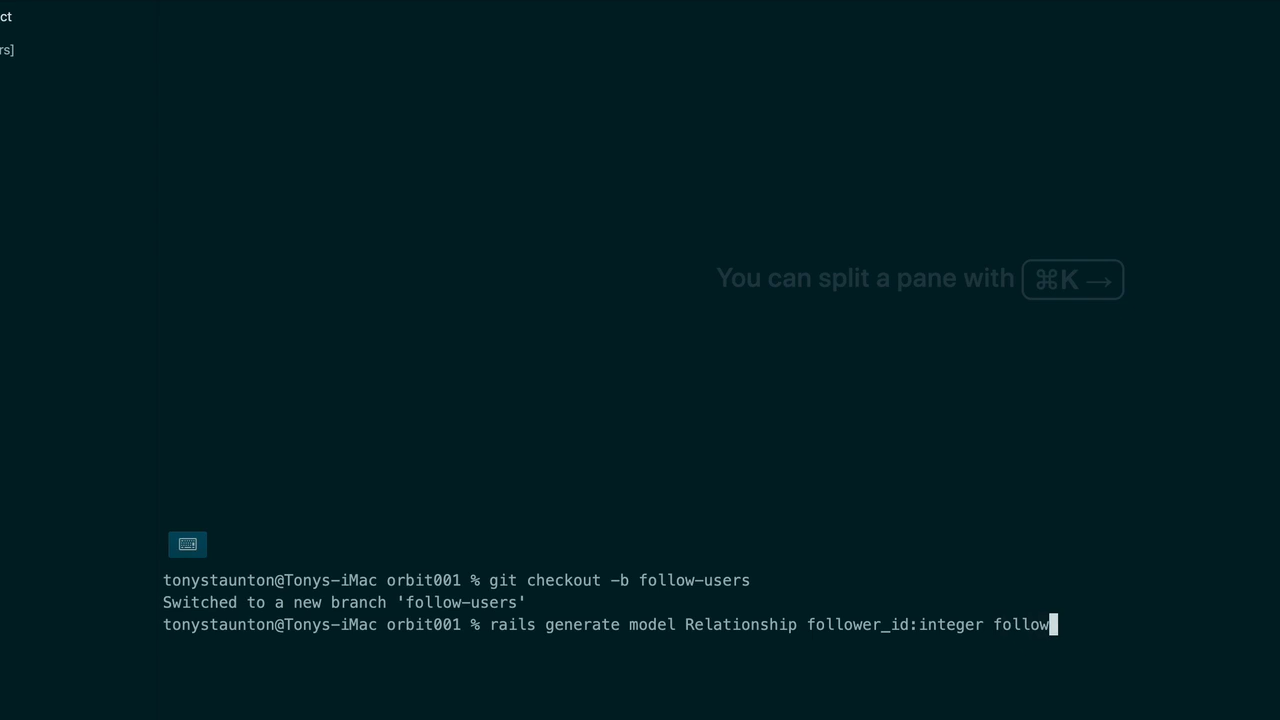 ct
rs]
You can split a pane with ⌘K →
tonystaunton@Tonys-iMac orbit001 % git checkout -b follow-users
Switched to a new branch 'follow-users'
tonystaunton@Tonys-iMac orbit001 % rails generate model Relationship follower_id:integer follow